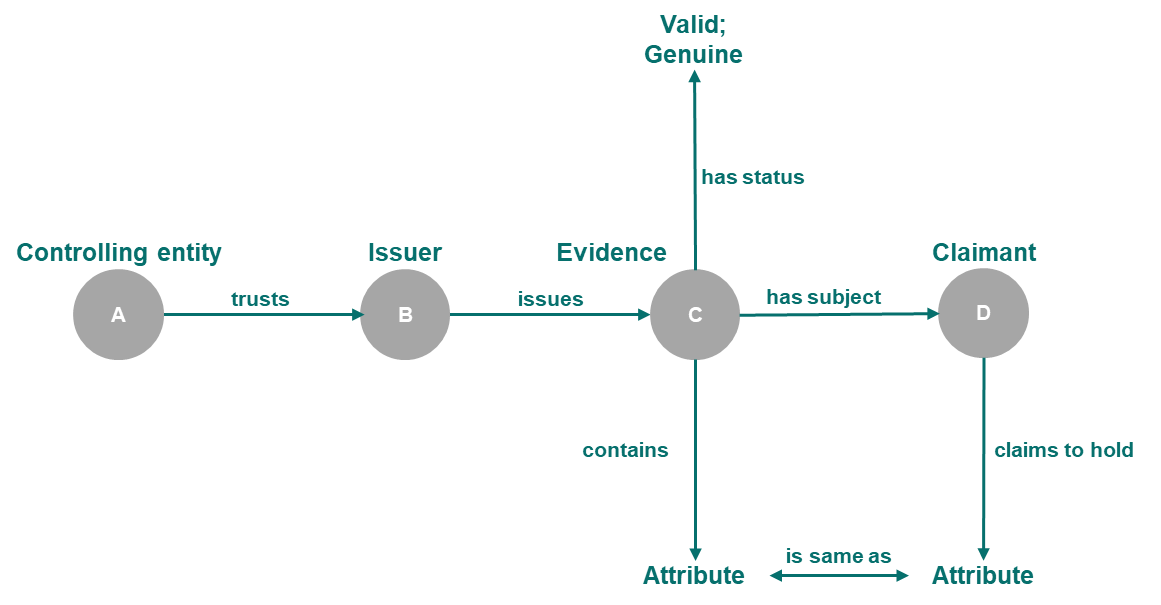 Valid;
Genuine
has status
Controlling entity
Issuer
Evidence
Claimant
A
trusts
B
issues
C
has subject
D
contains
claims to hold
Attribute
is same as
Attribute